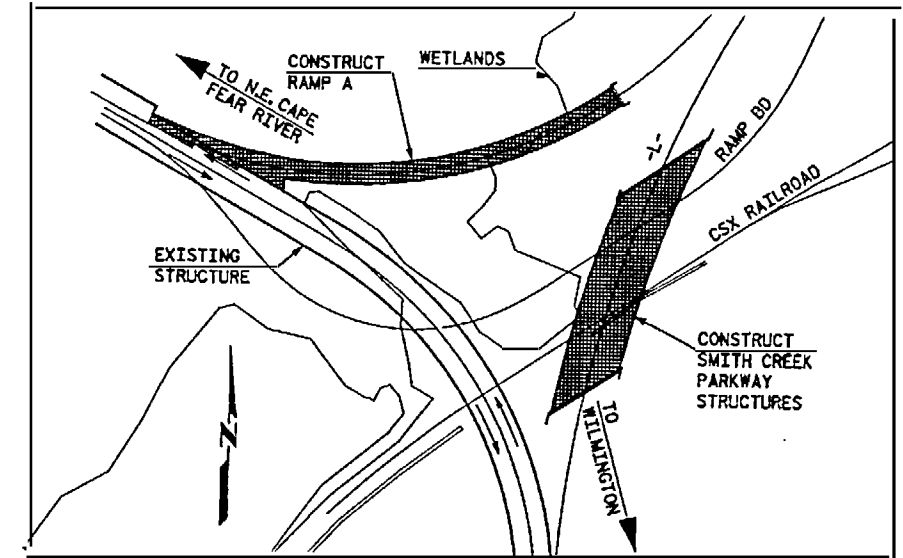 TO N.E. CAPE
FEAR RIVER
CONSTRUCT
RAMP A
WETLANDS
-L-
RAMP BD
CSX RAILROAD
EXISTING
STRUCTURE
CONSTRUCT
SMITH CREEK
PARKWAY
STRUCTURES
TO
WILMINGTON
N